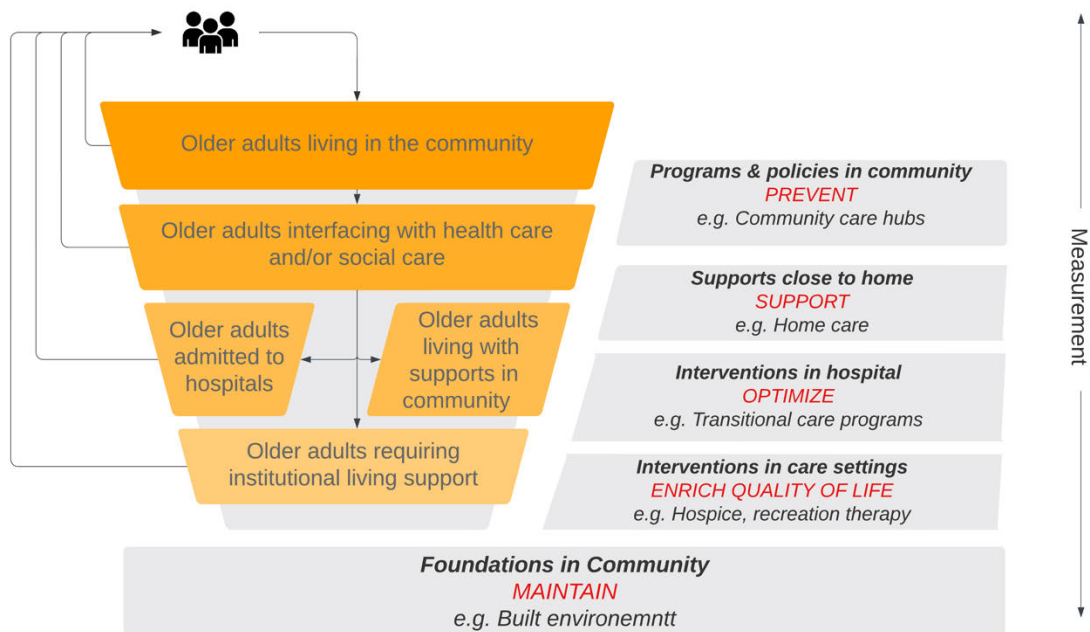 Older adults living in the community
Older adults interfacing with health care
and/or social care
Older adults
admitted to
hospitals
Older adults
living with
supports in
community
Older adults requiring
institutional living support
Programs & policies in community
PREVENT
e.g. Community care hubs
Supports close to home
SUPPORT
e.g. Home care
Interventions in hospital
OPTIMIZE
e.g. Transitional care programs
Interventions in care settings
ENRICH QUALITY OF LIFE
e.g. Hospice, recreation therapy
Foundations in Community
MAINTAIN
e.g. Built environemntt
Measurement